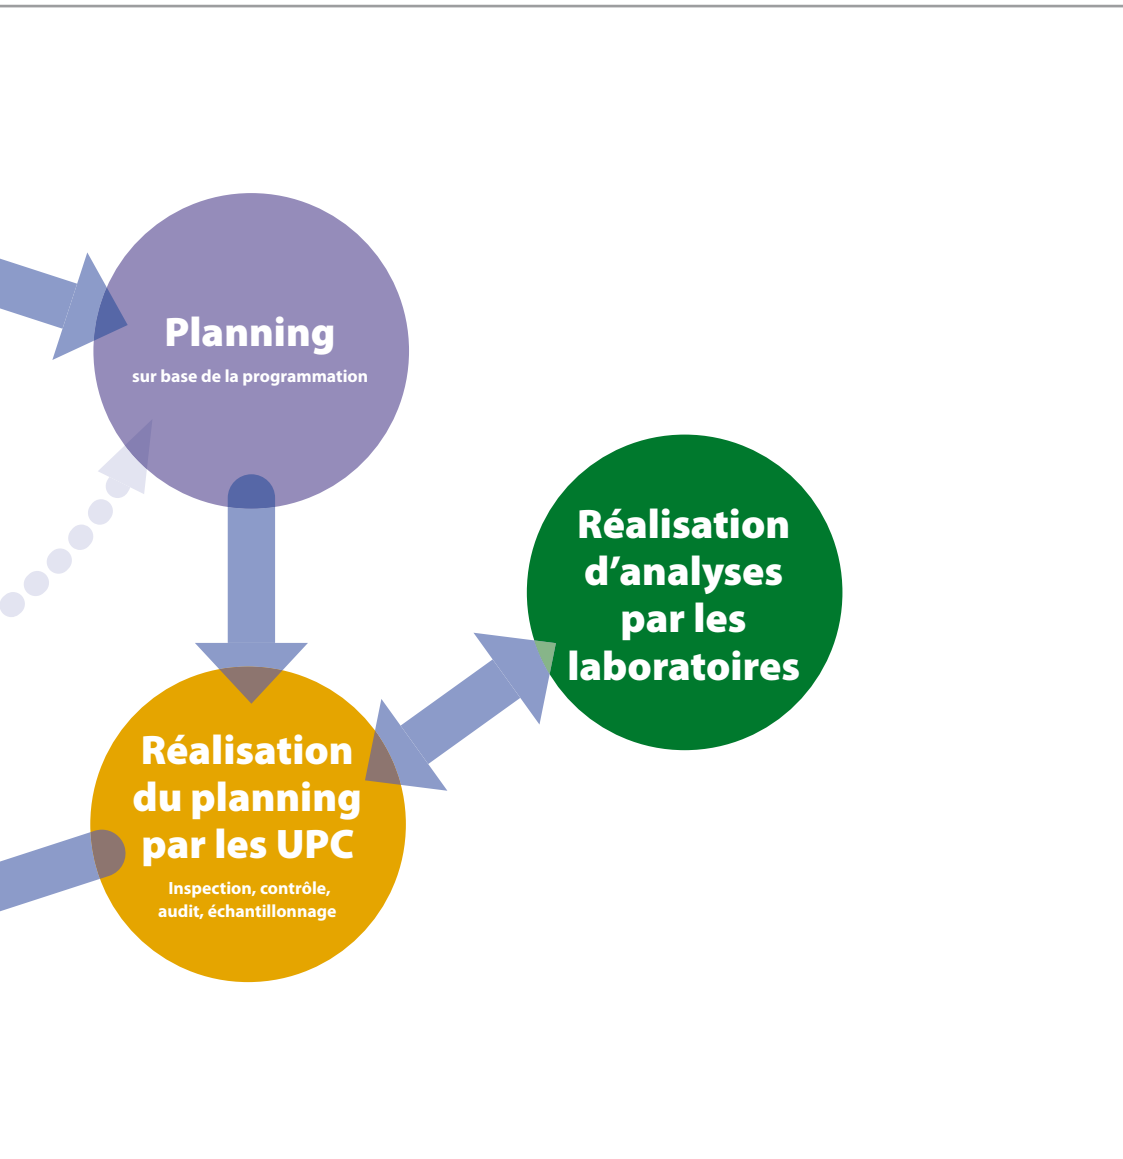 Planning
sur base de la programmation
Réalisation
d’analyses
par les
laboratoires
Réalisation
du planning
par les UPC
Inspection, contrôle,
audit, échantillonnage